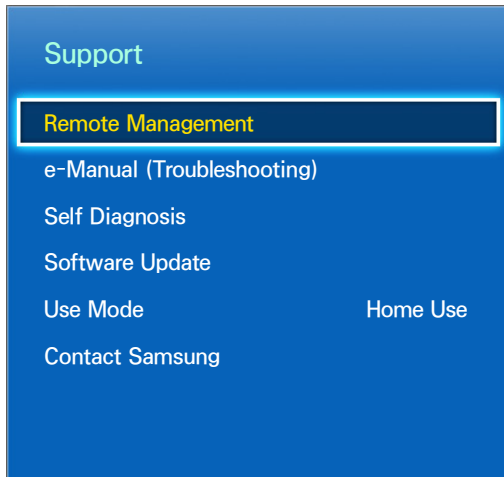 Support
Remote Management
e-Manual (Troubleshooting)
Self Diagnosis
Software Update
Use Mode Home Use
Contact Samsung